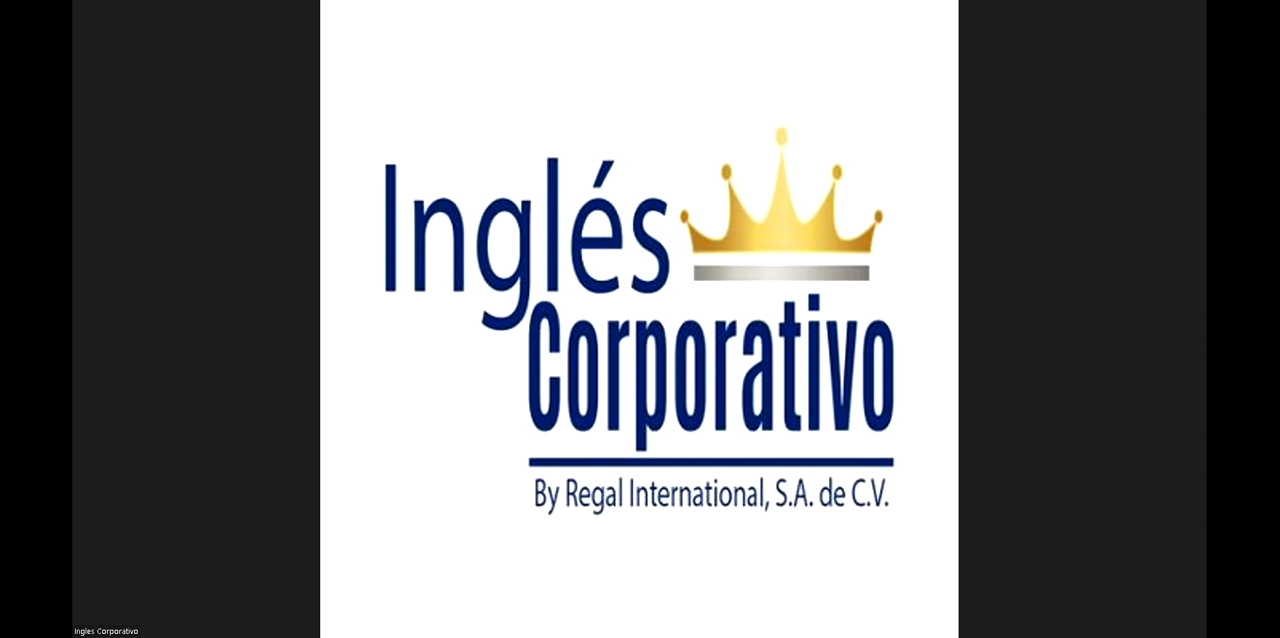 Inglés
Corporativo
By Regal International, S.A. de C.V.
Ingles Corporativo